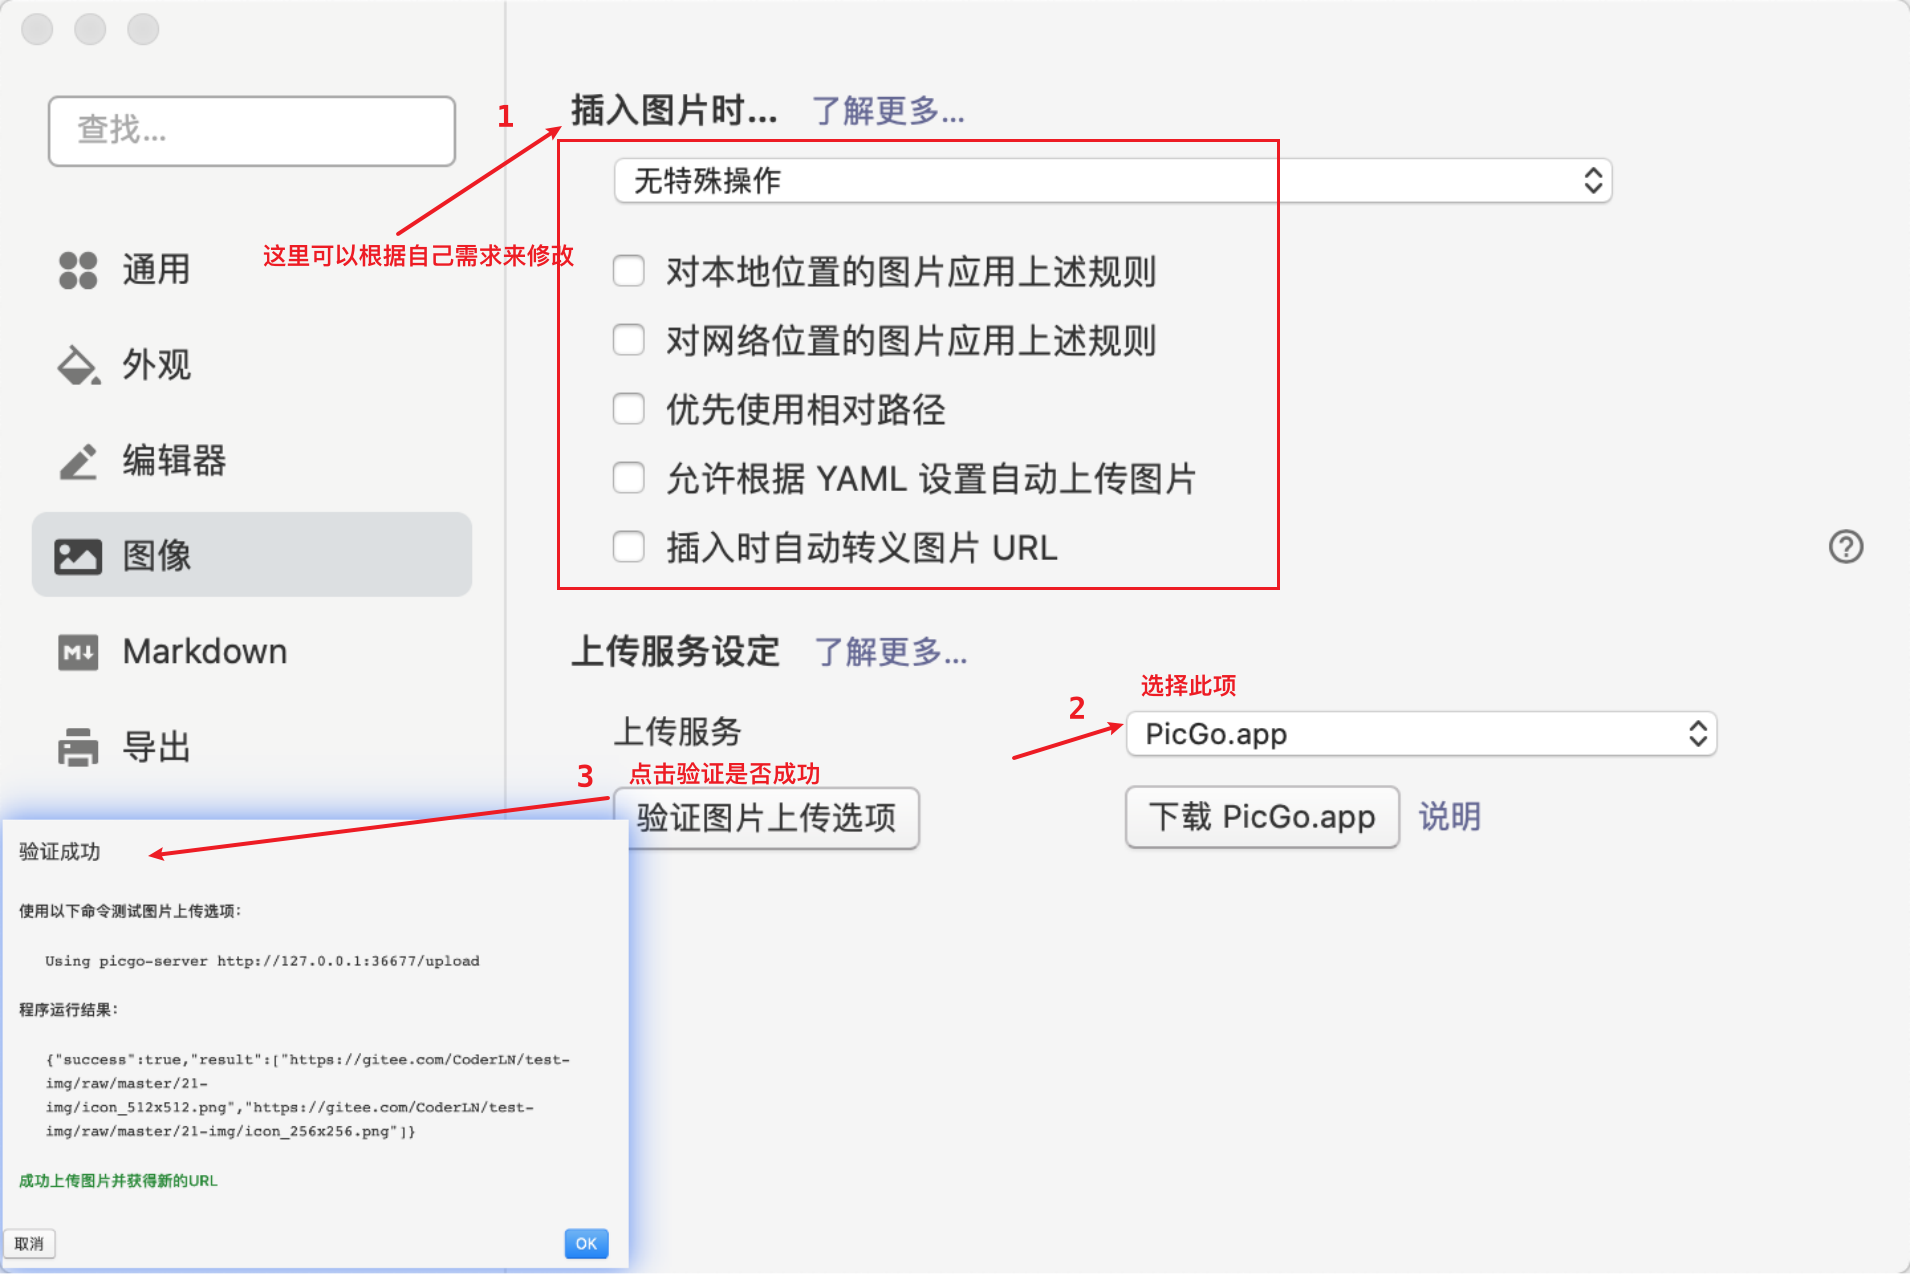 查找...
通用
外观
编辑器
图像
M↓
Markdown
导出
1
插入图片时... 了解更多...
无特殊操作
这里可以根据自己需求来修改
对本地位置的图片应用上述规则
对网络位置的图片应用上述规则
优先使用相对路径
允许根据 YAML 设置自动上传图片
插入时自动转义图片 URL
?
上传服务设定 了解更多...
选择此项
2
上传服务 PicGo.app
3 点击验证是否成功
验证图片上传选项 下载 PicGo.app 说明
验证成功
使用以下命令测试图片上传选项:
Using picgo-server http://127.0.0.1:36677/upload
程序运行结果:
{"success":true,"result":["https://gitee.com/CoderLN/test-
img/raw/master/21-
img/icon_512x512.png","https://gitee.com/CoderLN/test-
img/raw/master/21-img/icon_256x256.png"]}
成功上传图片并获得新的URL
取消 OK